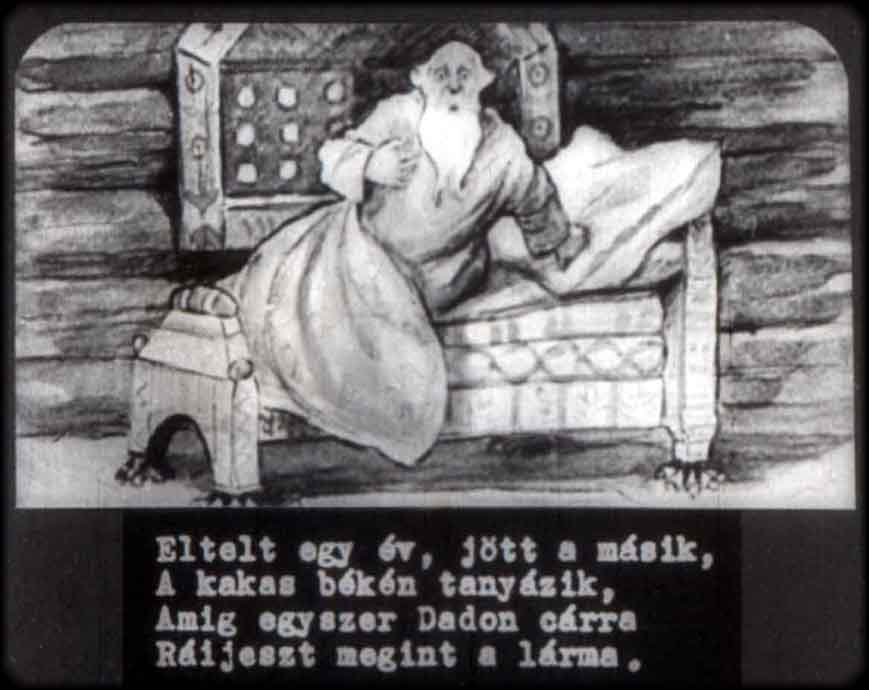 Eltelt egy év, jött a másik,
A kakas békén tanyázik,
Amig egyszer Dadon cárra
Ráijeszt megint a lárma.